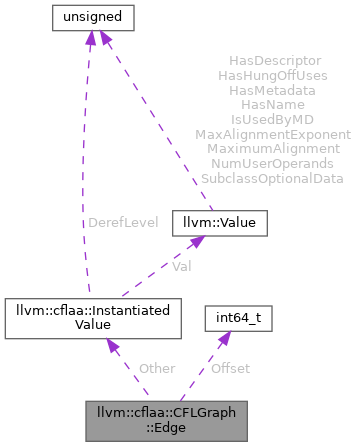 unsigned
HasDescriptor
HasHungOffUses
HasMetadata
HasName
IsUsedByMD
MaxAlignmentExponent
MaximumAlignment
NumUserOperands
SubclassOptionalData
DerefLevel
llvm::Value
Val
llvm::cflaa::Instantiated
Value
int64_t
Other
Offset
llvm::cflaa::CFLGraph
::Edge